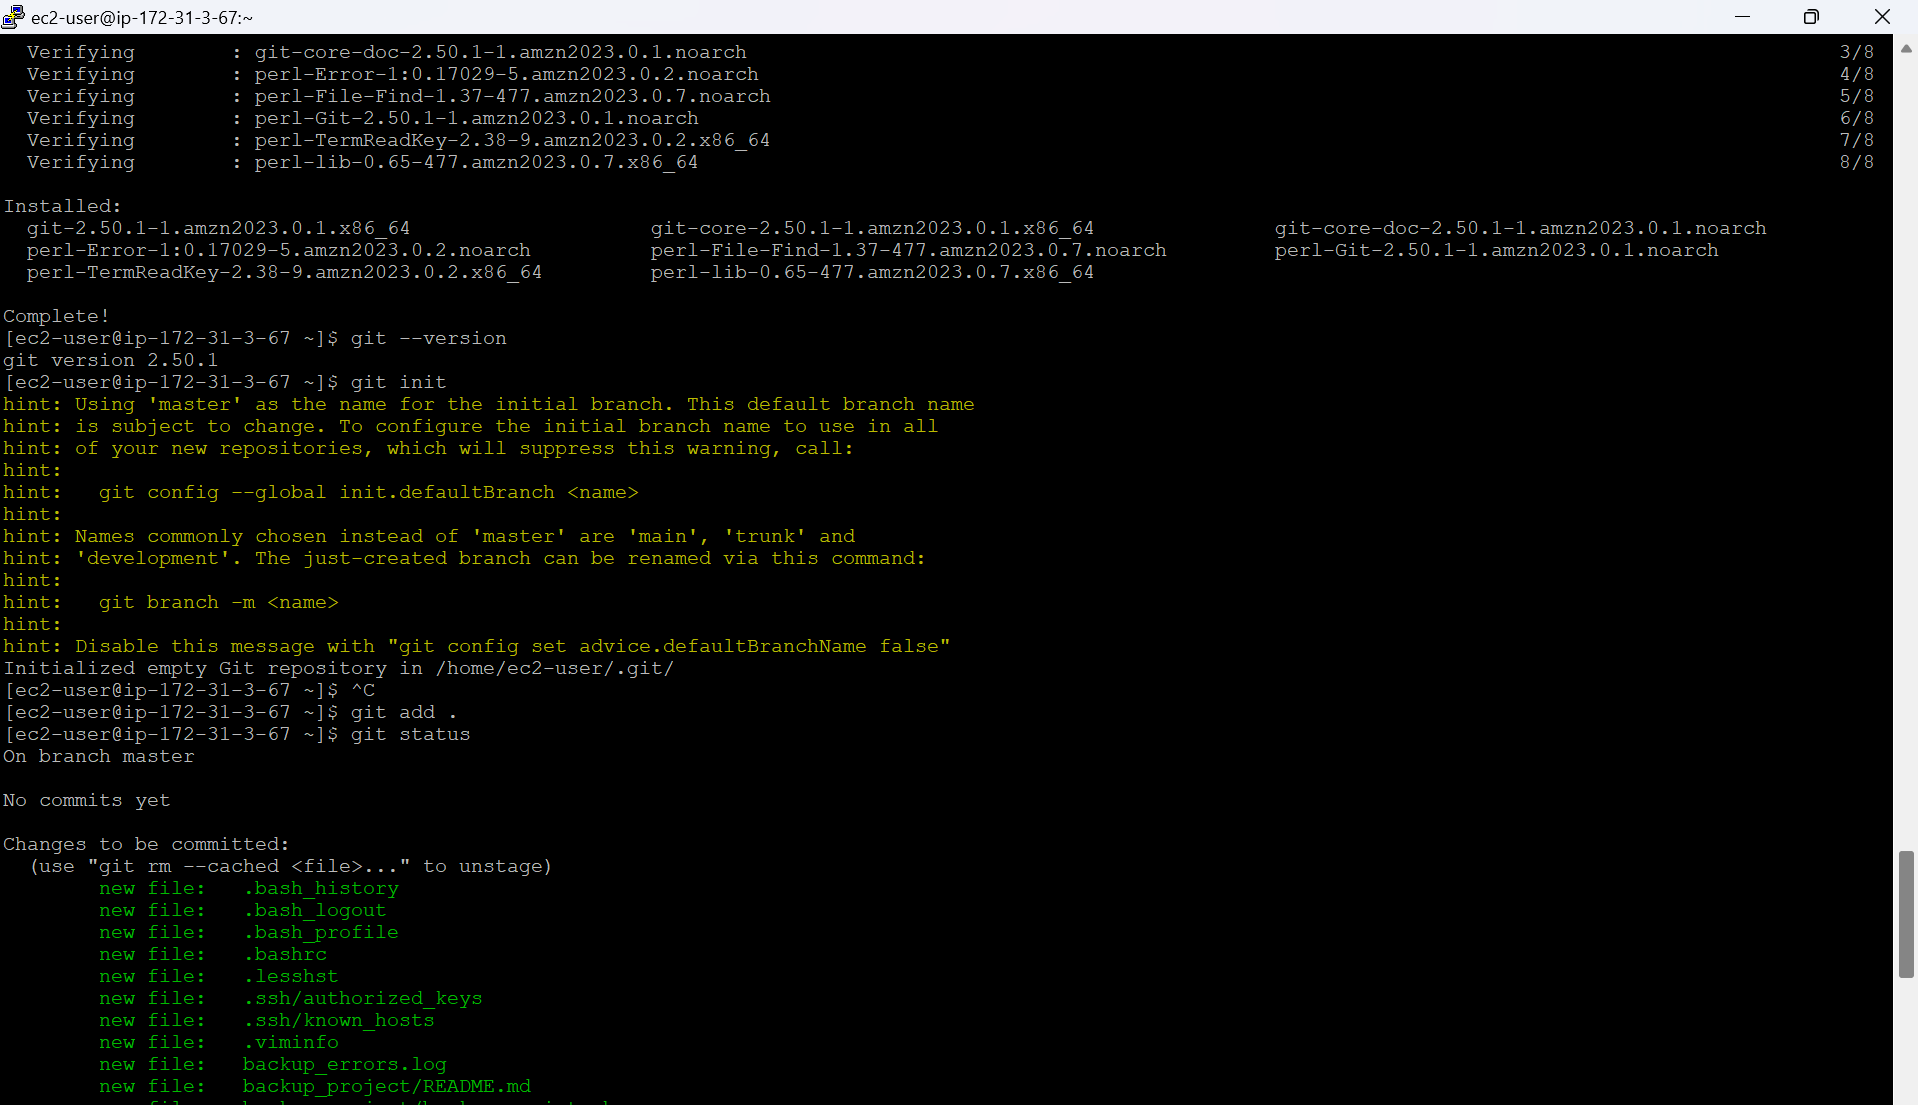 ec2-user@ip-172-31-3-67:~
Verifying : git-core-doc-2.50.1-1.amzn2023.0.1.noarch 3/8
Verifying : perl-Error-1:0.17029-5.amzn2023.0.2.noarch 4/8
Verifying : perl-File-Find-1.37-477.amzn2023.0.7.noarch 5/8
Verifying : perl-Git-2.50.1-1.amzn2023.0.1.noarch 6/8
Verifying : perl-TermReadKey-2.38-9.amzn2023.0.2.x86_64 7/8
Verifying : perl-lib-0.65-477.amzn2023.0.7.x86_64 8/8
Installed:
git-2.50.1-1.amzn2023.0.1.x86_64 git-core-2.50.1-1.amzn2023.0.1.x86_64 git-core-doc-2.50.1-1.amzn2023.0.1.noarch
perl-Error-1:0.17029-5.amzn2023.0.2.noarch perl-File-Find-1.37-477.amzn2023.0.7.noarch perl-Git-2.50.1-1.amzn2023.0.1.noarch
perl-TermReadKey-2.38-9.amzn2023.0.2.x86_64 perl-lib-0.65-477.amzn2023.0.7.x86_64
Complete!
[ec2-user@ip-172-31-3-67 ~]$ git --version
git version 2.50.1
[ec2-user@ip-172-31-3-67 ~]$ git init
hint: Using 'master' as the name for the initial branch. This default branch name
hint: is subject to change. To configure the initial branch name to use in all
hint: of your new repositories, which will suppress this warning, call:
hint:
hint: git config --global init.defaultBranch <name>
hint:
hint: Names commonly chosen instead of 'master' are 'main', 'trunk' and
hint: 'development'. The just-created branch can be renamed via this command:
hint:
hint: git branch -m <name>
hint:
hint: Disable this message with "git config set advice.defaultBranchName false"
Initialized empty Git repository in /home/ec2-user/.git/
[ec2-user@ip-172-31-3-67 ~]$ ^C
[ec2-user@ip-172-31-3-67 ~]$ git add .
[ec2-user@ip-172-31-3-67 ~]$ git status
On branch master
No commits yet
Changes to be committed:
(use "git rm --cached <file>..." to unstage)
new file: .bash_history
new file: .bash_logout
new file: .bash_profile
new file: .bashrc
new file: .lesshst
new file: .ssh/authorized_keys
new file: .ssh/known_hosts
new file: .viminfo
new file: backup_errors.log
new file: backup_project/README.md